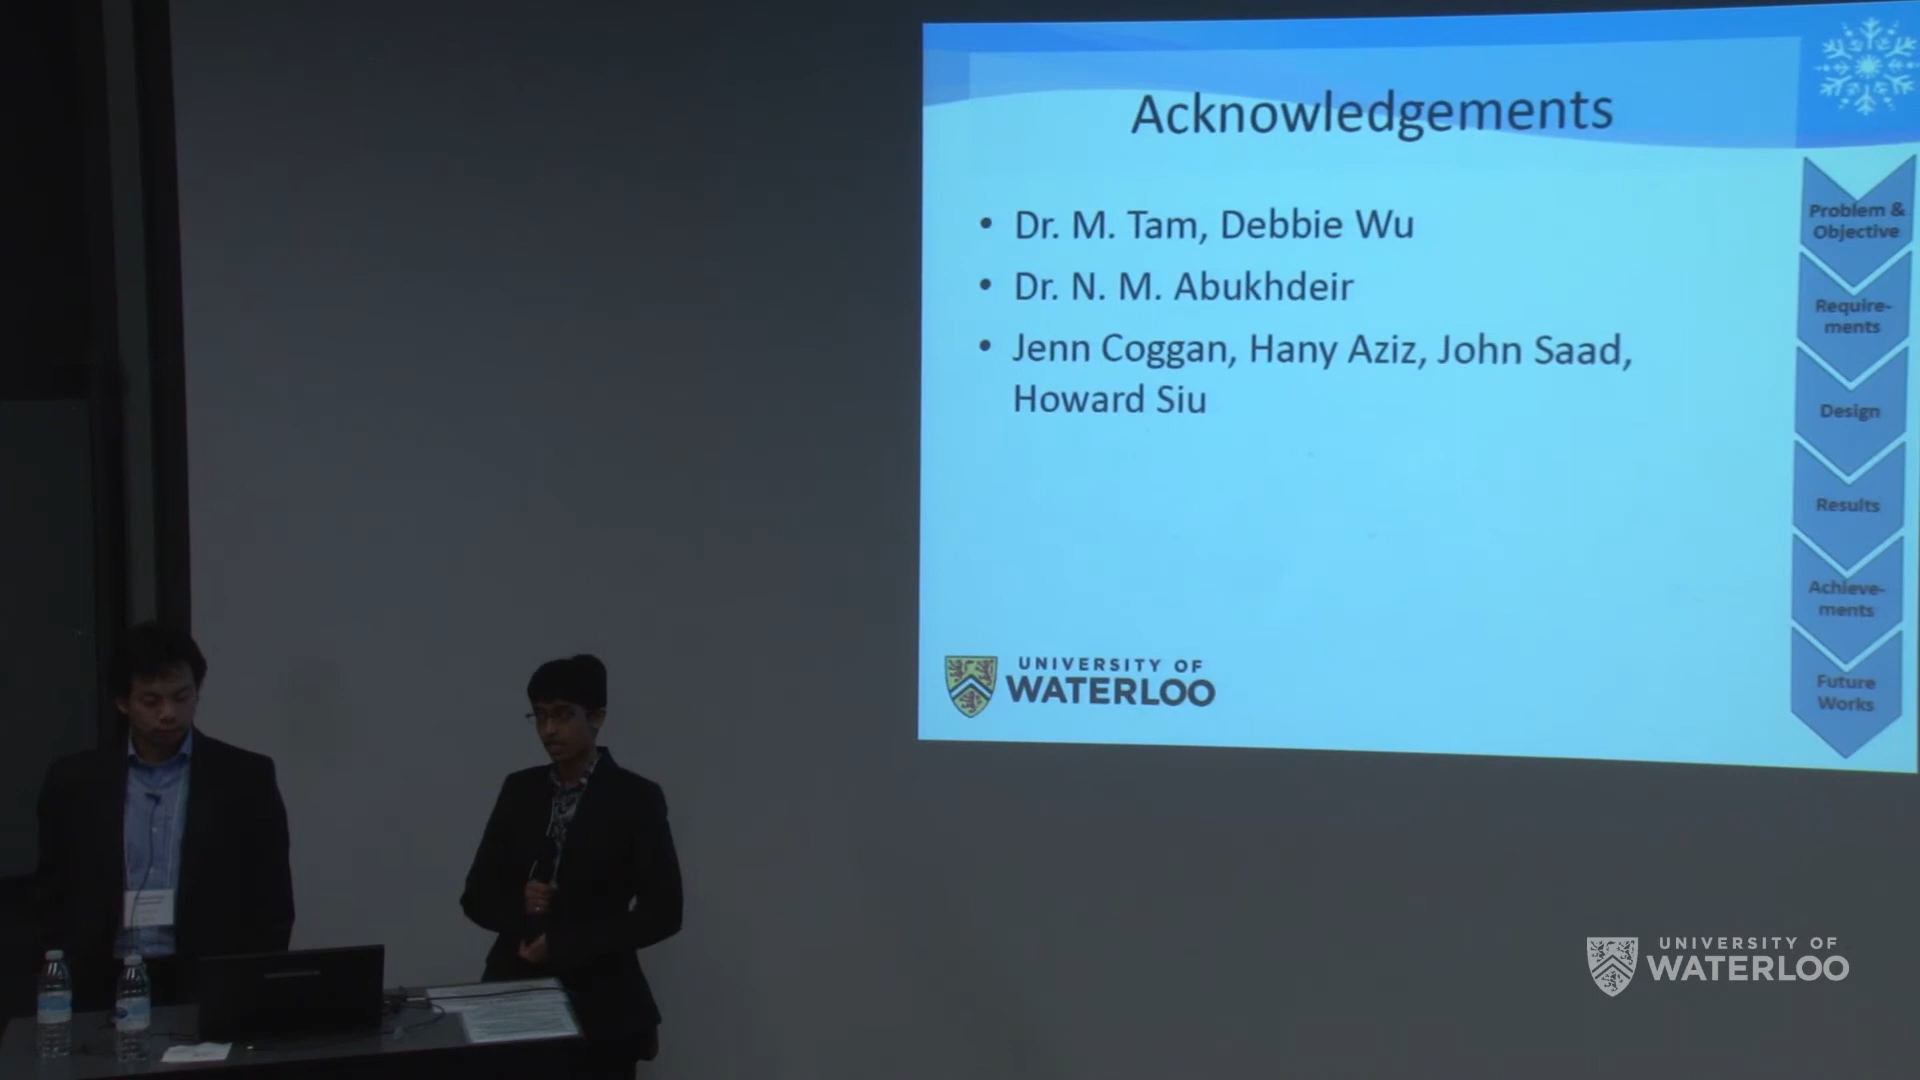 Acknowledgements
• Dr. M. Tam, Debbie Wu
• Dr. N. M. Abukhdeir
• Jenn Coggan, Hany Aziz, John Saad,
Howard Siu
UNIVERSITY OF
WATERLOO
Problem &
Objective
Require-
ments
Design
Results
Achieve-
ments
Future
Works
UNIVERSITY OF
WATERLOO